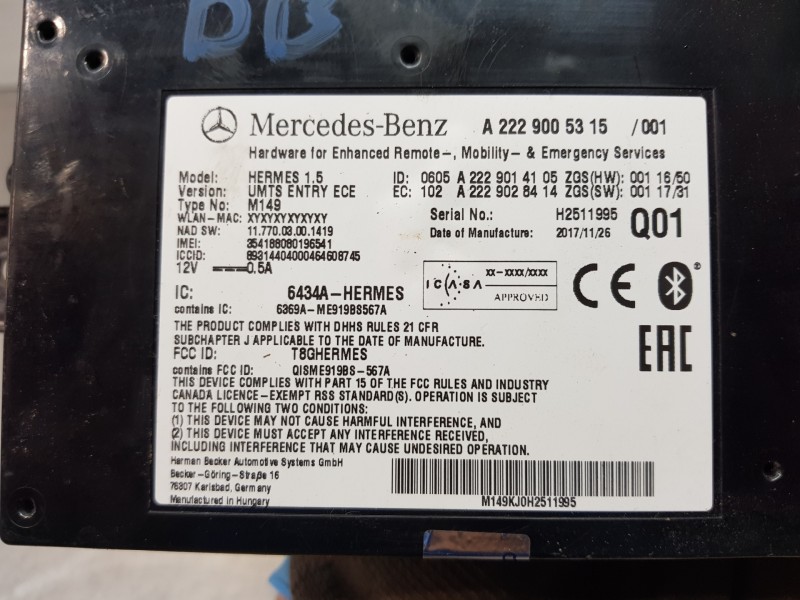 DB
Mercedes-Benz A 222 900 53 15 /001
Hardware for Enhanced Remote-, Mobility- & Emergency Services
Model: HERMES 1.5 ID: 0605 A 222 901 41 05 ZGS(HW): 001 16/50
Version: UMTS ENTRY ECE EC: 102 A 222 902 84 14 ZGS(SW): 001 17/31
Type No: M149
WLAN-MAC: XYXYXYXYXYXY Serial No.: H2511995 Q01
NAD SW: 11.770.03.00.1419 Date of Manufacture: 2017/11/26
IMEI: 354188080196541
ICCID: 89314404000464608745
12V 0.5A
ICASA xx-xxxx/xxxx APPROVED
CE
IC: 6434A-HERMES
contains IC: 6369A-ME919BS567A
EAC
THE PRODUCT COMPLIES WITH DHHS RULES 21 CFR
SUBCHAPTER J APPLICABLE TO THE DATE OF MANUFACTURE.
FCC ID: T8GHERMES
contains FCC ID: QISME919BS-567A
THIS DEVICE COMPLIES WITH PART 15 OF THE FCC RULES AND INDUSTRY
CANADA LICENCE-EXEMPT RSS STANDARD(S). OPERATION IS SUBJECT
TO THE FOLLOWING TWO CONDITIONS:
(1) THIS DEVICE MAY NOT CAUSE HARMFUL INTERFERENCE, AND
(2) THIS DEVICE MUST ACCEPT ANY INTERFERENCE RECEIVED,
INCLUDING INTERFERENCE THAT MAY CAUSE UNDESIRED OPERATION.
Harman Becker Automotive Systems GmbH
Becker-Göring-Straße 16
76307 Karlsbad, Germany
Manufactured in Hungary
M149KJ0H2511995